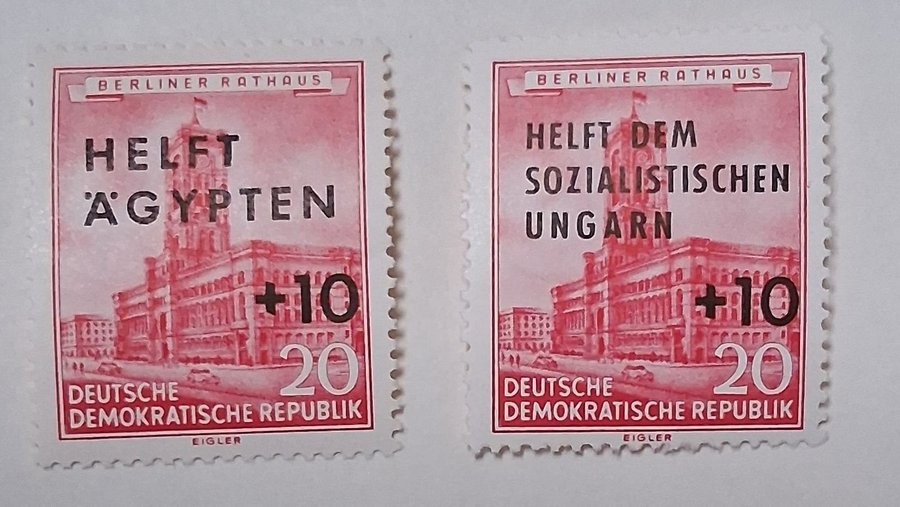 BERLINER RATHAUS
HELFT
ÄGYPTEN
+10
20
DEUTSCHE
DEMOKRATISCHE REPUBLIK
EIGLER
BERLINER RATHAUS
HELFT DEM
SOZIALISTISCHEN
UNGARN
+10
20
DEUTSCHE
DEMOKRATISCHE REPUBLIK
EIGLER